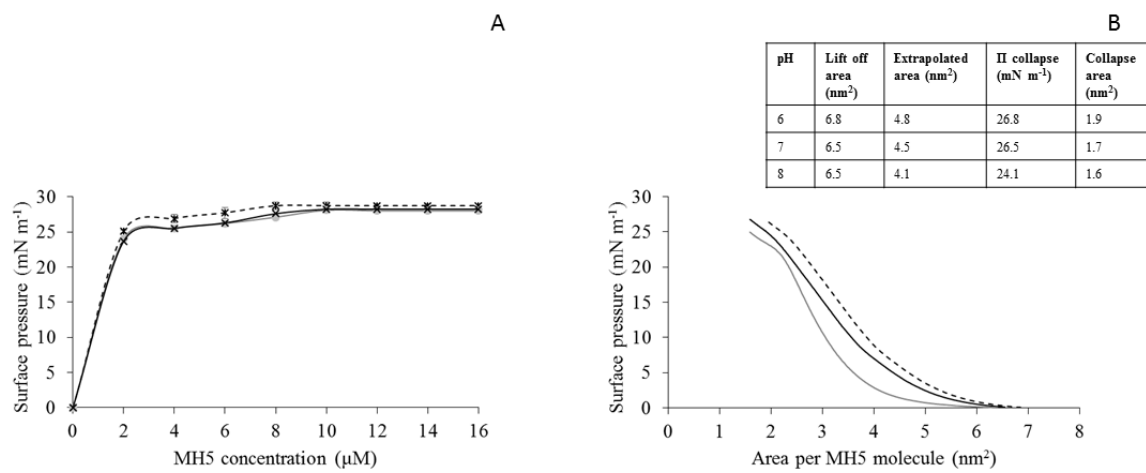 A
B
pH Lift off area (nm²) Extrapolated area (nm²) Π collapse (mN m⁻¹) Collapse area (nm²)
6 6.8 4.8 26.8 1.9
7 6.5 4.5 26.5 1.7
8 6.5 4.1 24.1 1.6
Surface pressure (mN m⁻¹)
30
25
20
15
10
5
0
0 2 4 6 8 10 12 14 16
MH5 concentration (µM)
Surface pressure (mN m⁻¹)
30
25
20
15
10
5
0
0 1 2 3 4 5 6 7 8
Area per MH5 molecule (nm²)